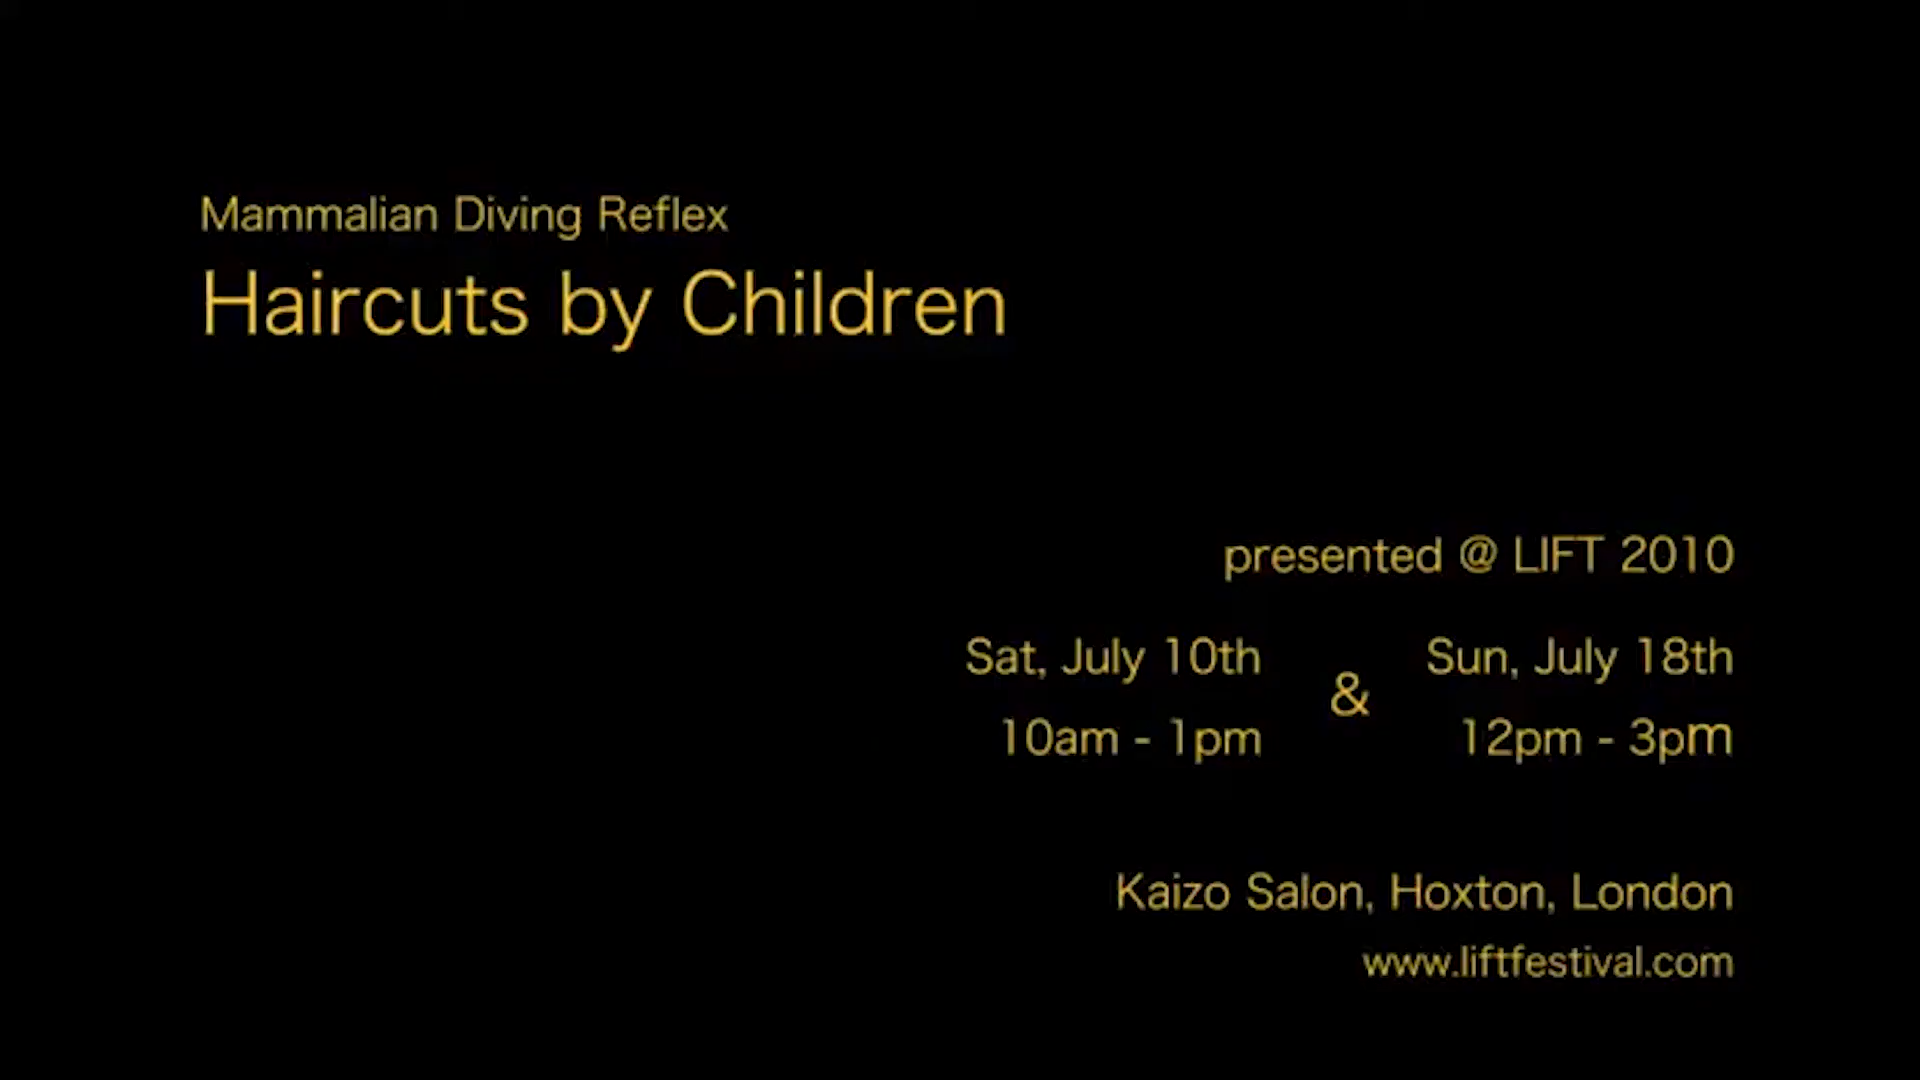 Mammalian Diving Reflex
Haircuts by Children
presented @ LIFT 2010
Sat, July 10th & Sun, July 18th
10am - 1pm 12pm - 3pm
Kaizo Salon, Hoxton, London
www.liftfestival.com